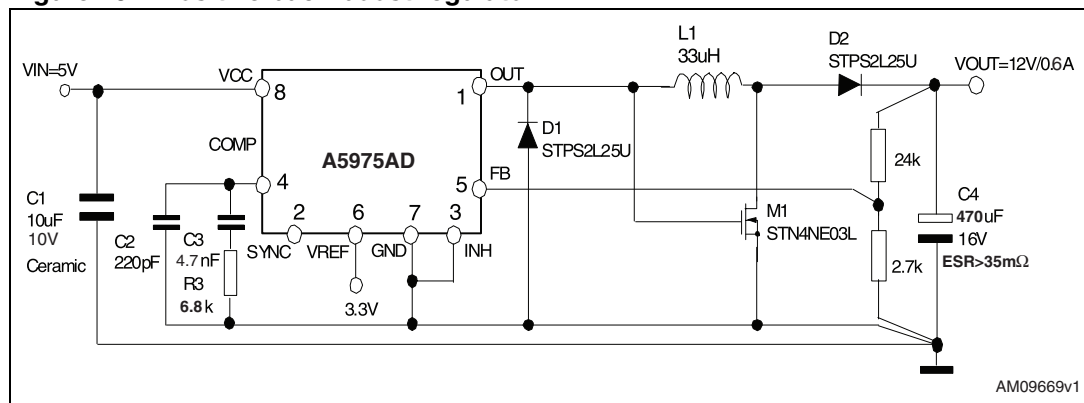 L1
33uH
D2
STPS2L25U
VOUT=12V/0.6A
VIN=5V
VCC
8
OUT
1
COMP
A5975AD
D1
STPS2L25U
24k
4
FB
5
C1
10uF
10V
Ceramic
C2
220pF
C3
4.7nF
R3
6.8k
2
SYNC
6
VREF
7
GND
3
INH
3.3V
M1
STN4NE03L
2.7k
C4
470uF
16V
ESR>35mΩ
AM09669v1